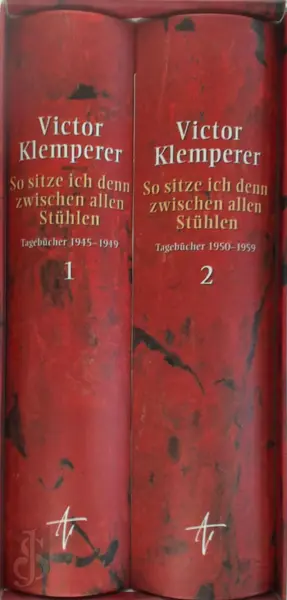 Victor
Klemperer
So sitze ich denn
zwischen allen
Stühlen
Tagebücher 1945–1949
1
Victor
Klemperer
So sitze ich denn
zwischen allen
Stühlen
Tagebücher 1950–1959
2